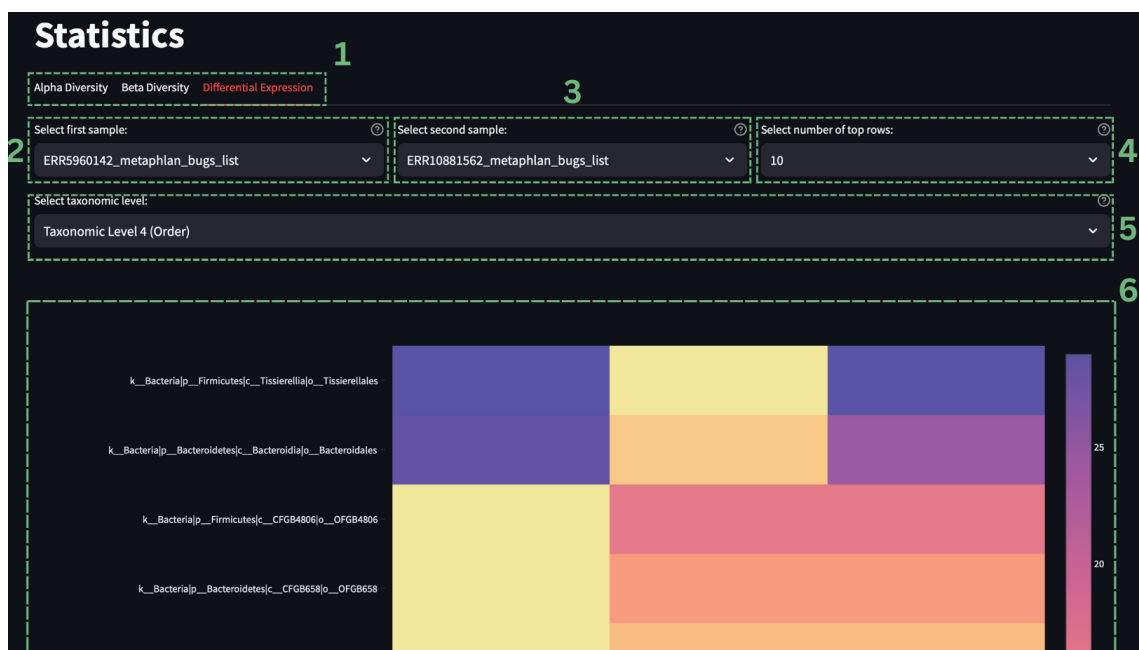 Statistics
1
Alpha Diversity Beta Diversity Differential Expression
3
Select first sample: Select second sample: Select number of top rows:
2 ERR5960142_metaphlan_bugs_list ERR10881562_metaphlan_bugs_list 10 4
Select taxonomic level:
Taxonomic Level 4 (Order) 5
6
k__Bacteria|p__Firmicutes|c__Tissierellia|o__Tissierellales
k__Bacteria|p__Bacteroidetes|c__Bacteroidia|o__Bacteroidales 25
k__Bacteria|p__Firmicutes|c__CFGB4806|o__OFGB4806
20
k__Bacteria|p__Bacteroidetes|c__CFGB658|o__OFGB658